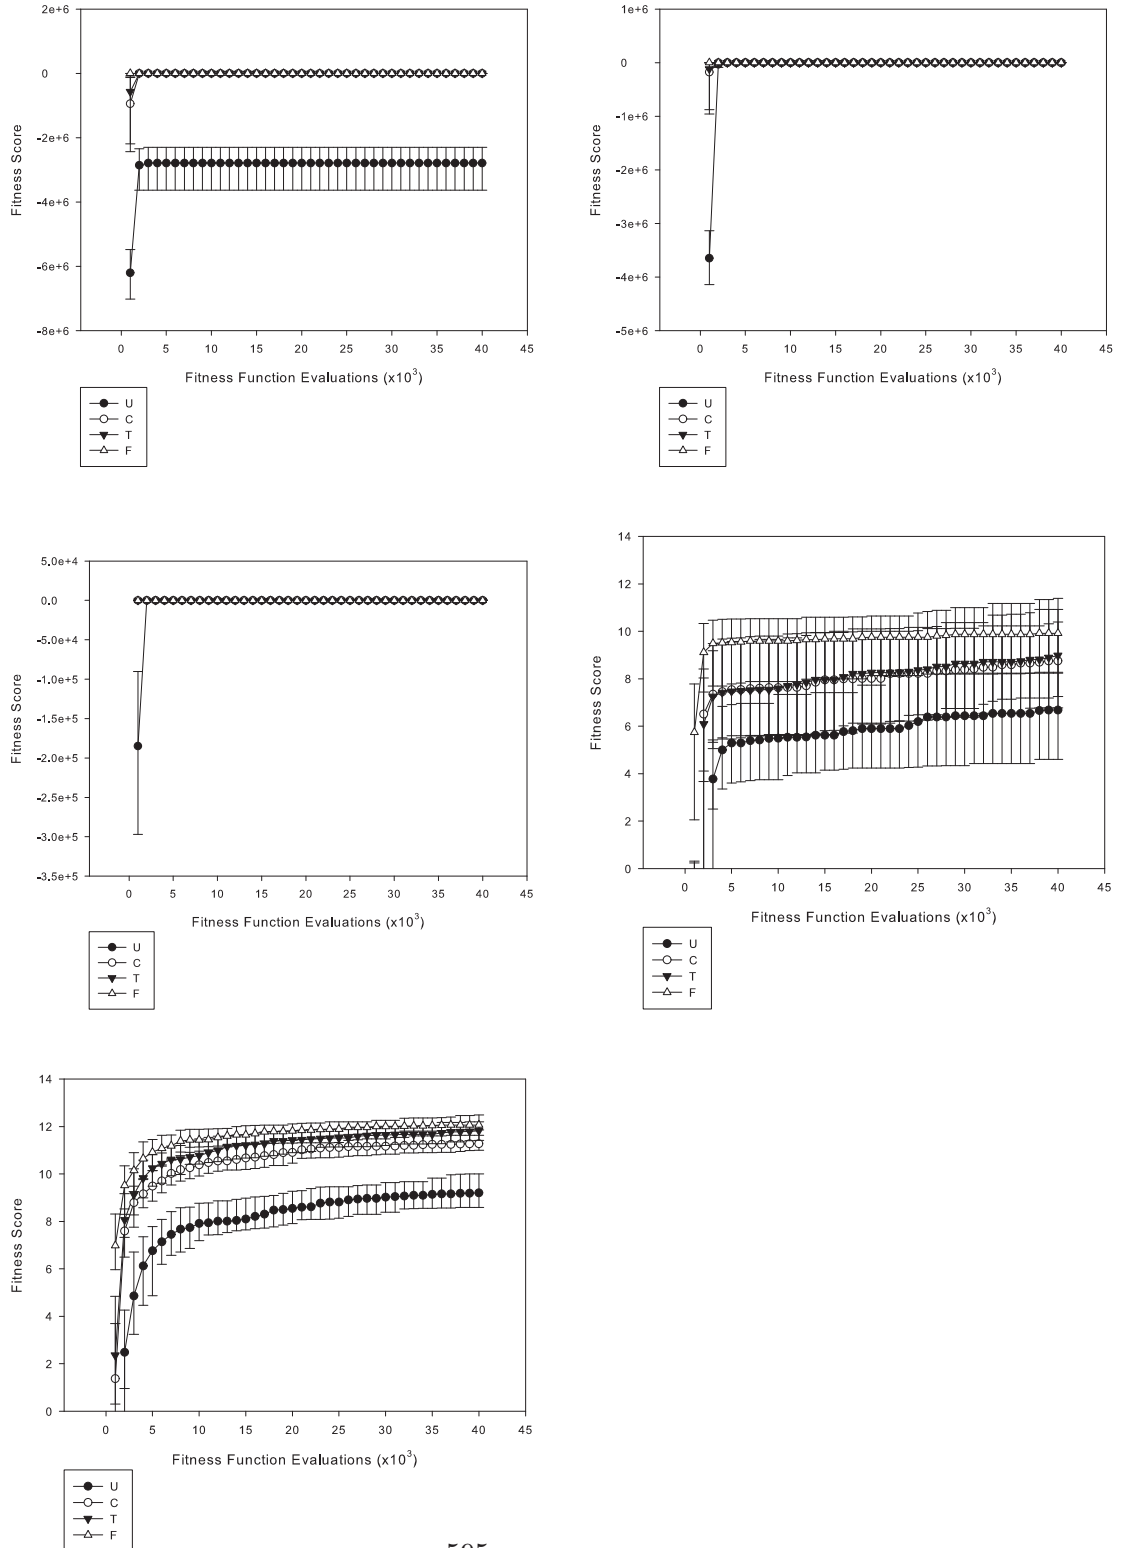 2e+6
0
-2e+6
-4e+6
-6e+6
-8e+6
Fitness Score
0 5 10 15 20 25 30 35 40 45
Fitness Function Evaluations (x10³)
U
C
T
F
1e+6
0
-1e+6
-2e+6
-3e+6
-4e+6
-5e+6
Fitness Score
0 5 10 15 20 25 30 35 40 45
Fitness Function Evaluations (x10³)
U
C
T
F
5.0e+4
0.0
-5.0e+4
-1.0e+5
-1.5e+5
-2.0e+5
-2.5e+5
-3.0e+5
-3.5e+5
Fitness Score
0 5 10 15 20 25 30 35 40 45
Fitness Function Evaluations (x10³)
U
C
T
F
14
12
10
8
6
4
2
0
Fitness Score
0 5 10 15 20 25 30 35 40 45
Fitness Function Evaluations (x10³)
U
C
T
F
14
12
10
8
6
4
2
0
Fitness Score
0 5 10 15 20 25 30 35 40 45
Fitness Function Evaluations (x10³)
U
C
T
F